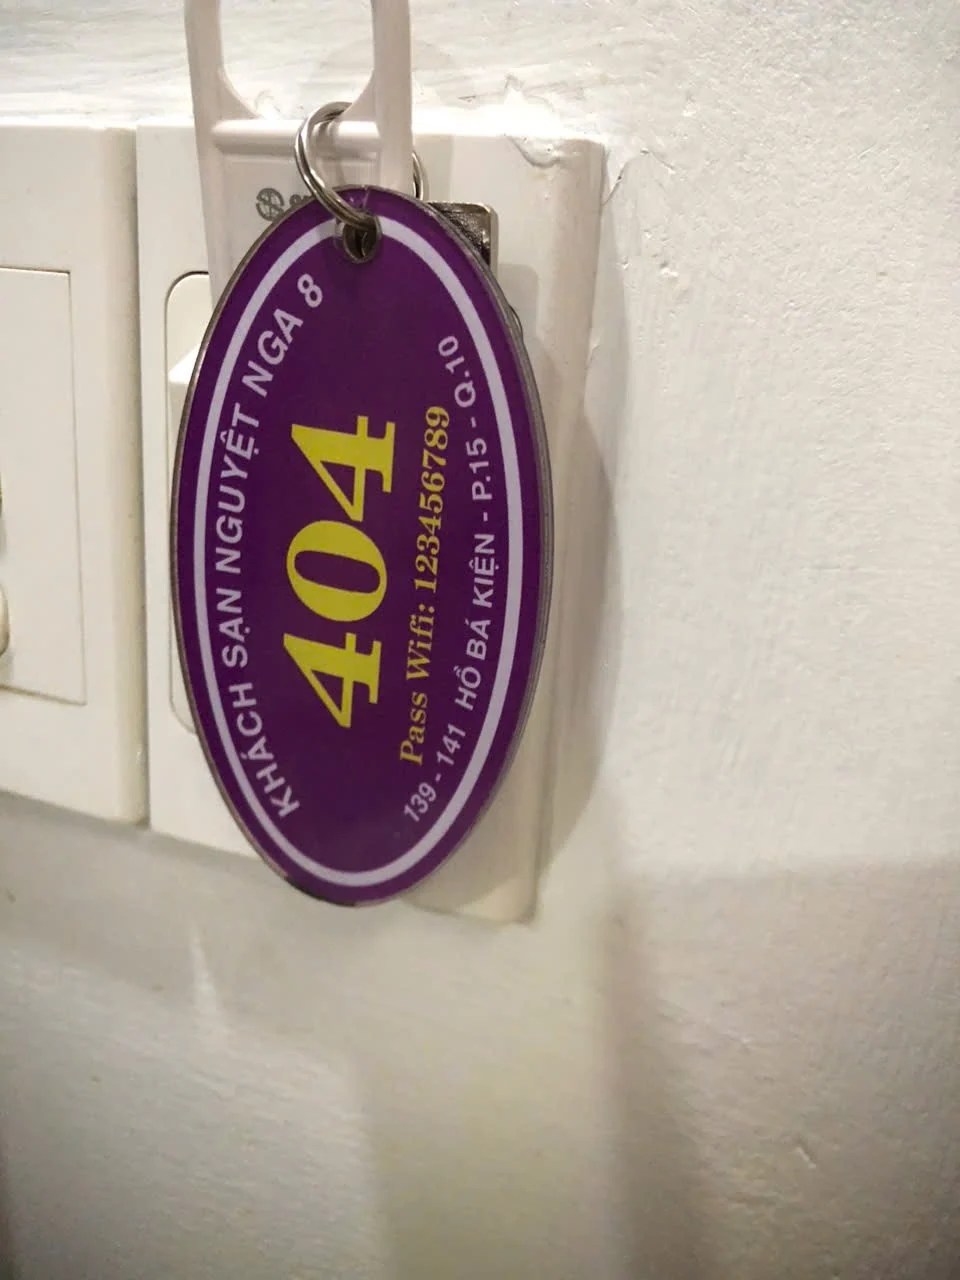 KHÁCH SẠN NGUYỆT NGA 8
404
Pass Wifi: 123456789
139 - 141 HỒ BÁ KIỆN - P.15 - Q.10